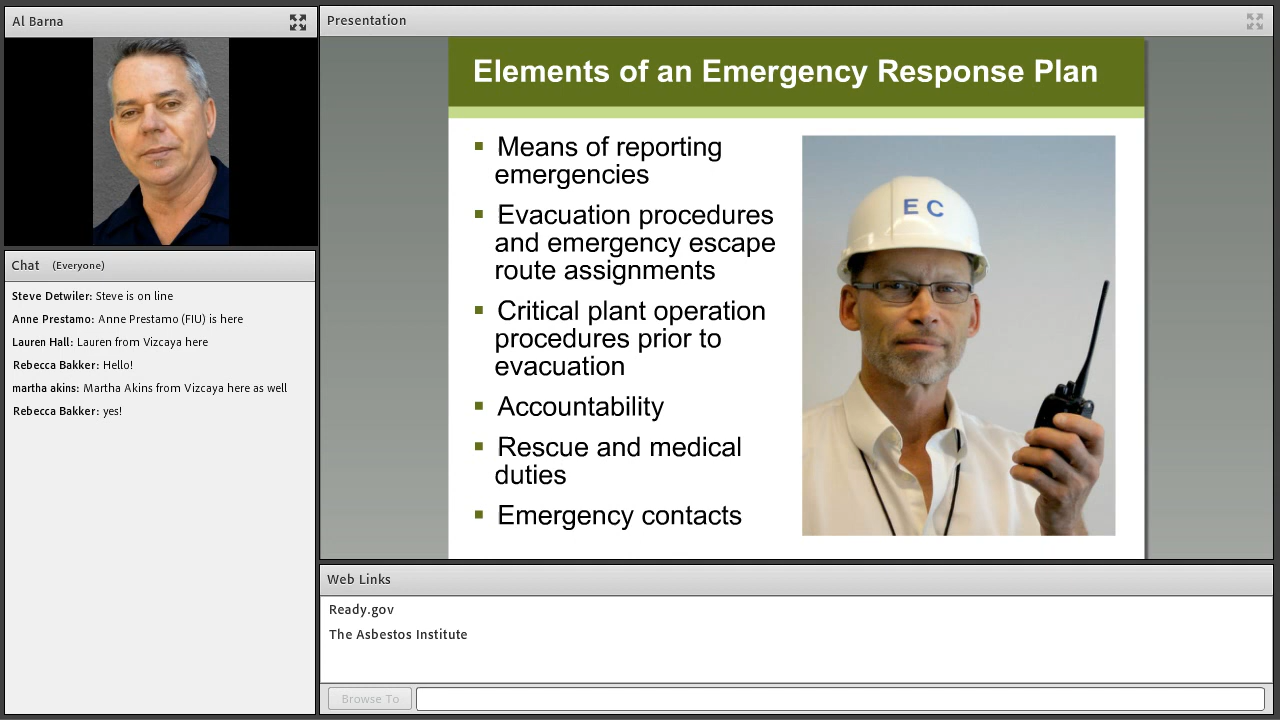 Al Barna
Chat (Everyone)
Steve Detwiler: Steve is on line
Anne Prestamo: Anne Prestamo (FIU) is here
Lauren Hall: Lauren from Vizcaya here
Rebecca Bakker: Hello!
martha akins: Martha Akins from Vizcaya here as well
Rebecca Bakker: yes!
Presentation
Elements of an Emergency Response Plan
Means of reporting
emergencies
Evacuation procedures
and emergency escape
route assignments
Critical plant operation
procedures prior to
evacuation
Accountability
Rescue and medical
duties
Emergency contacts
E C
Web Links
Ready.gov
The Asbestos Institute
Browse To